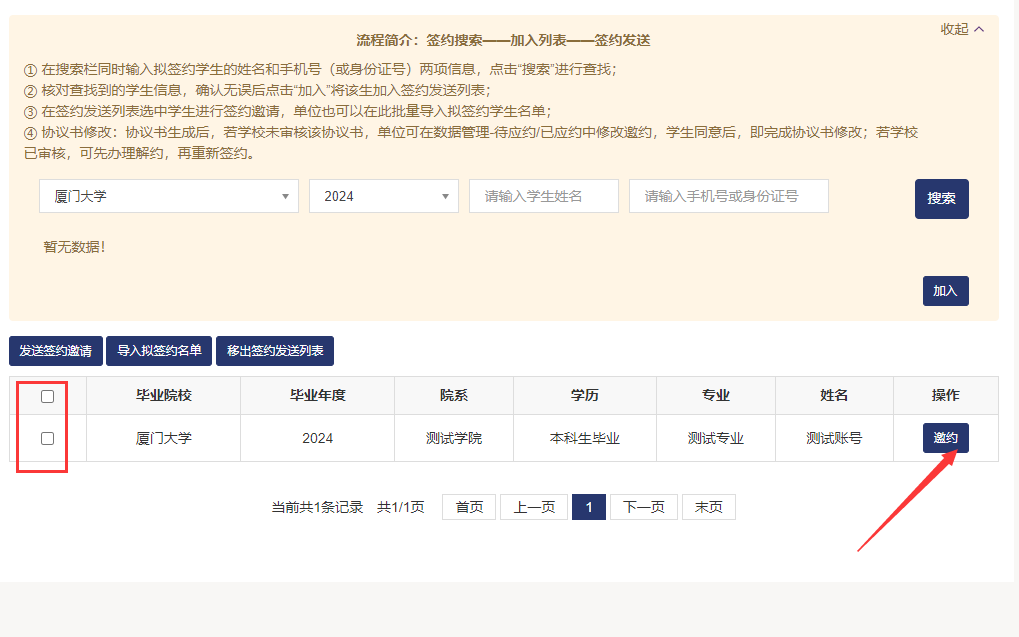 收起
流程简介：签约搜索——加入列表——签约发送
① 在搜索栏同时输入拟签约学生的姓名和手机号（或身份证号）两项信息，点击“搜索”进行查找；
② 核对查找到的学生信息，确认无误后点击“加入”将该生加入签约发送列表；
③ 在签约发送列表选中学生进行签约邀请，单位也可以在此批量导入拟签约学生名单；
④ 协议书修改：协议书生成后，若学校未审核该协议书，单位可在数据管理-待应约/已应约中修改邀约，学生同意后，即完成协议书修改；若学校
已审核，可先办理解约，再重新签约。
厦门大学 2024 请输入学生姓名 请输入手机号或身份证号 搜索
暂无数据！
加入
发送签约邀请 导入拟签约名单 移出签约发送列表
毕业院校 毕业年度 院系 学历 专业 姓名 操作
厦门大学 2024 测试学院 本科生毕业 测试专业 测试账号 邀约
当前共1条记录 共1/1页 首页 上一页 1 下一页 末页